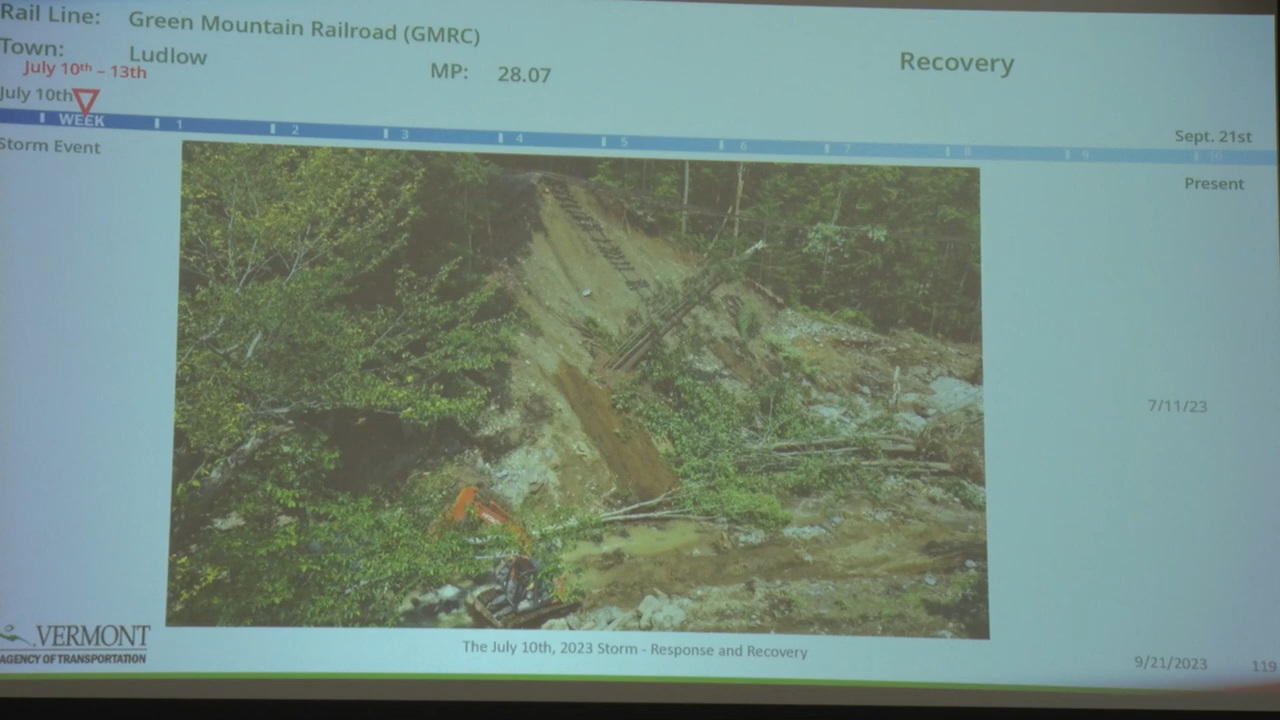 Rail Line: Green Mountain Railroad (GMRC)
Town: Ludlow
MP: 28.07
Recovery
July 10th – 13th
July 10th
WEEK 1 2 3 4 5 6 7 8 9 10
Sept. 21st
Storm Event
Present
7/11/23
VERMONT
AGENCY OF TRANSPORTATION
The July 10th, 2023 Storm - Response and Recovery
9/21/2023 119